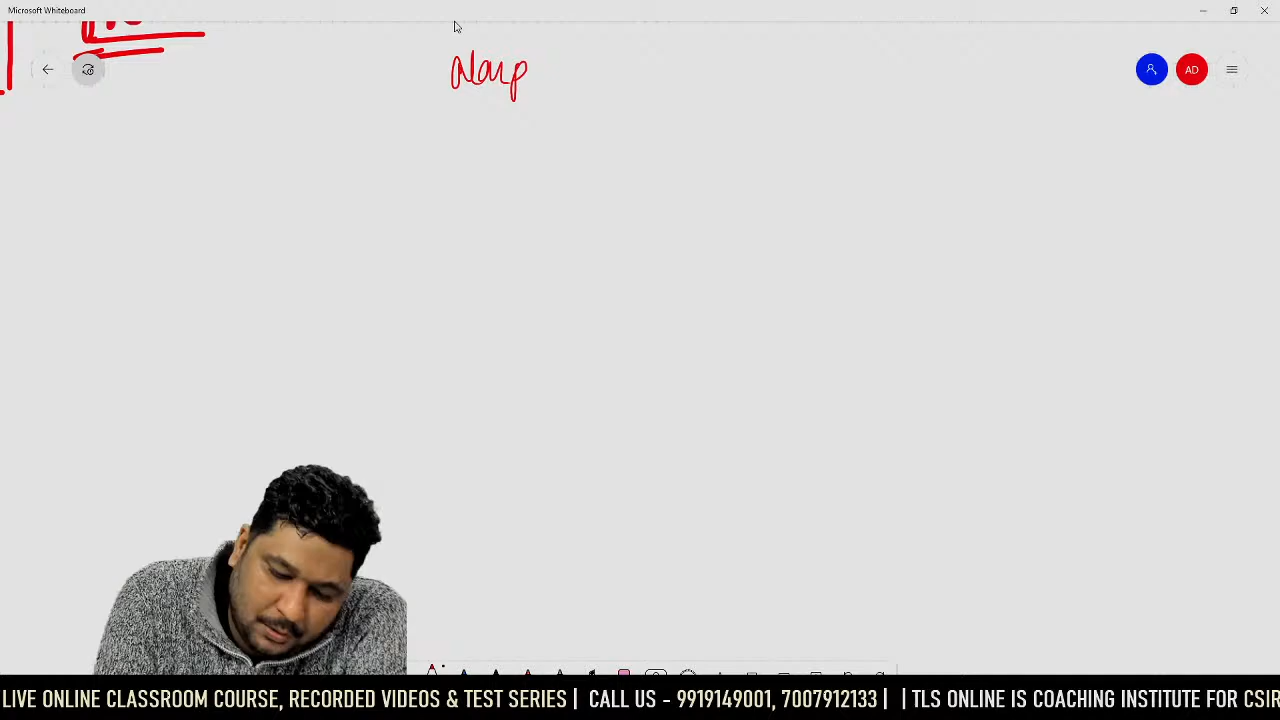 Microsoft Whiteboard
AD
LIVE ONLINE CLASSROOM COURSE, RECORDED VIDEOS & TEST SERIES | CALL US - 9919149001, 7007912133 | | TLS ONLINE IS COACHING INSTITUTE FOR CSIR